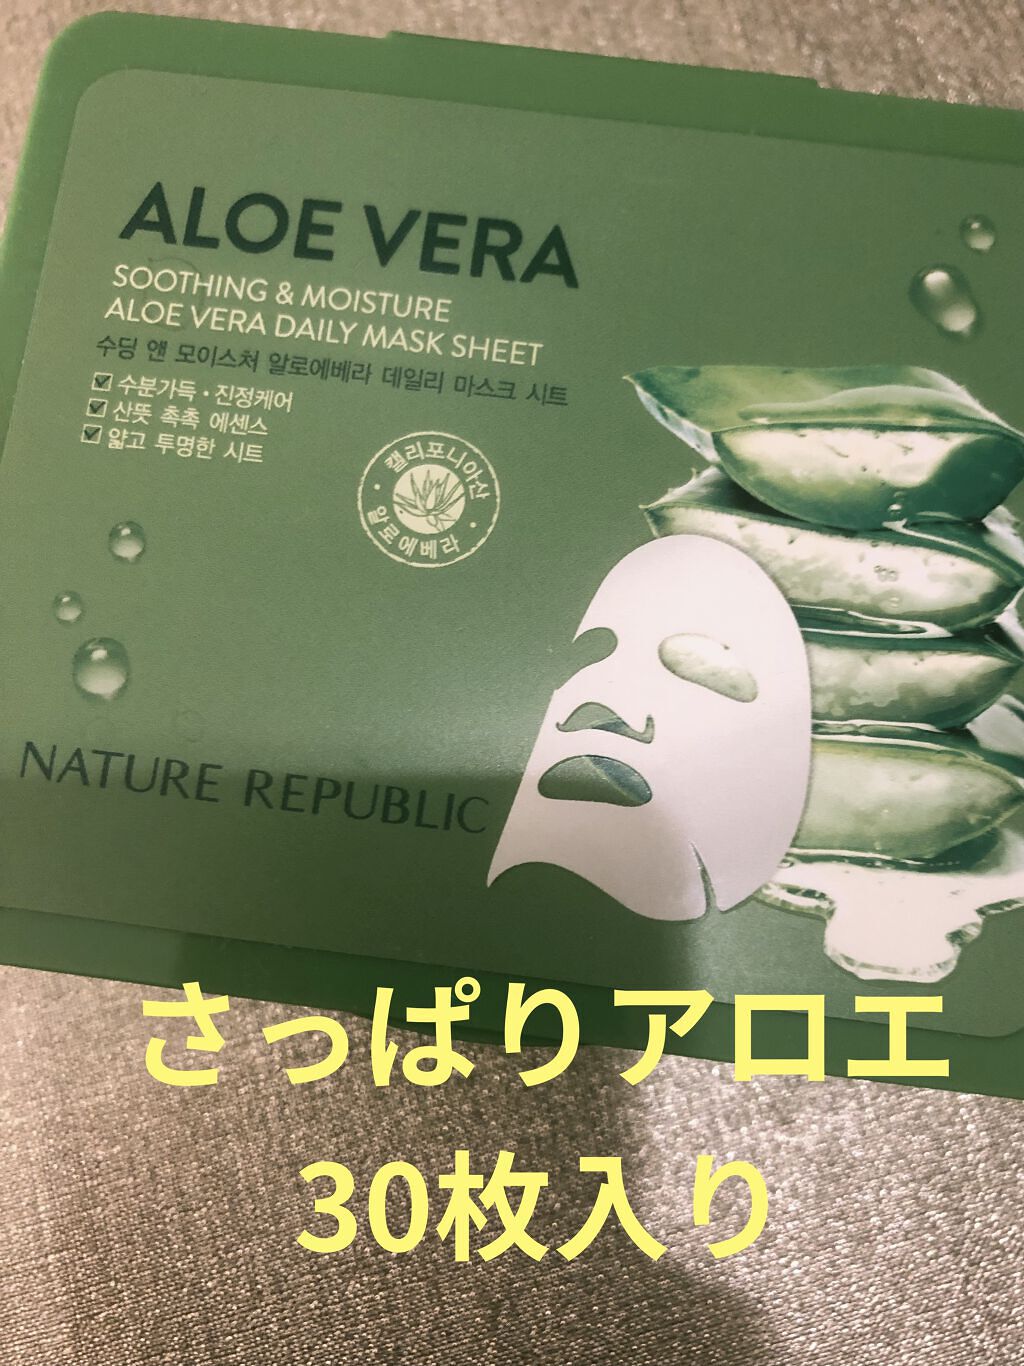 ALOE VERA
SOOTHING & MOISTURE
ALOE VERA DAILY MASK SHEET
수딩 앤 모이스쳐 알로에베라 데일리 마스크 시트
수분가득・진정케어
산뜻 촉촉 에센스
얇고 투명한 시트
캘리포니아산
알로에베라
NATURE REPUBLIC
さっぱりアロエ
30枚入り